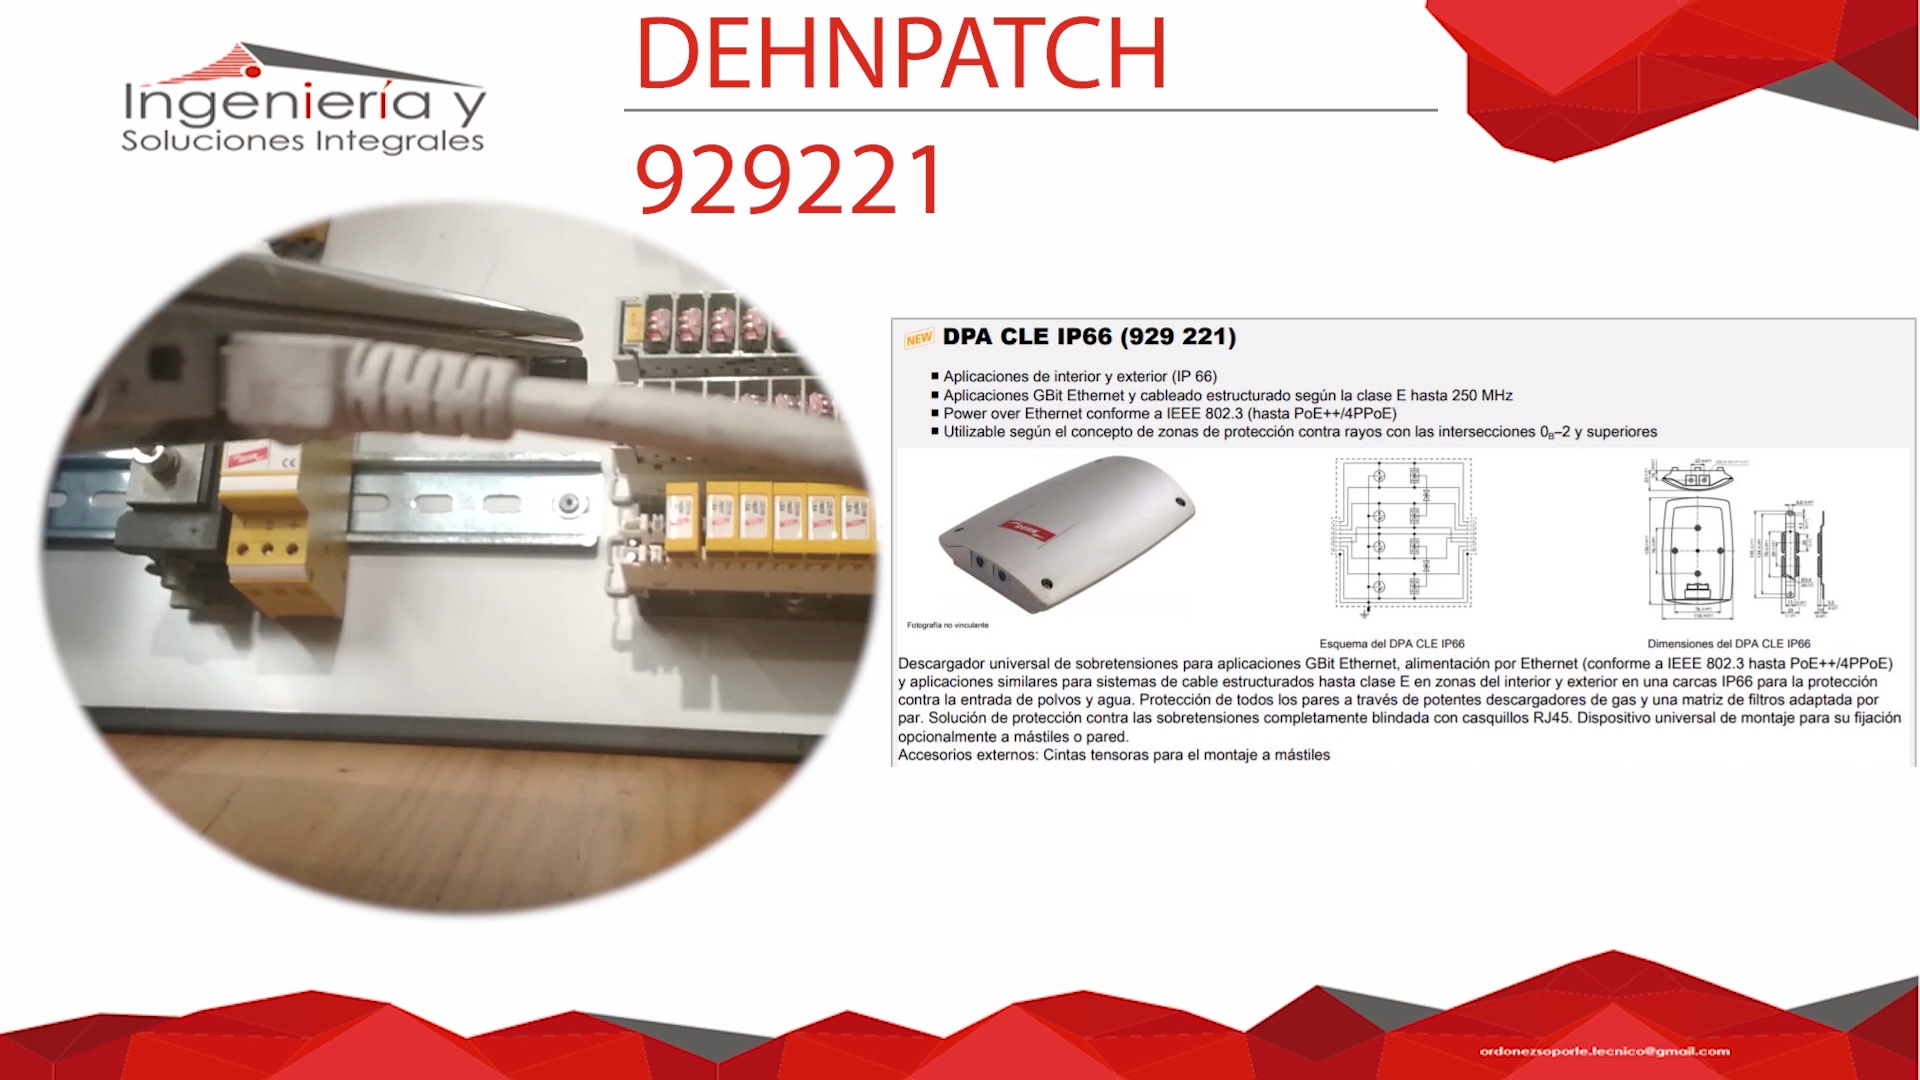 Ingeniería y
Soluciones Integrales
DEHNPATCH
929221
NEW DPA CLE IP66 (929 221)
■ Aplicaciones de interior y exterior (IP 66)
■ Aplicaciones GBit Ethernet y cableado estructurado según la clase E hasta 250 MHz
■ Power over Ethernet conforme a IEEE 802.3 (hasta PoE++/4PPoE)
■ Utilizable según el concepto de zonas de protección contra rayos con las intersecciones 0B–2 y superiores
DEHN
Fotografía no vinculante
Esquema del DPA CLE IP66
Dimensiones del DPA CLE IP66
Descargador universal de sobretensiones para aplicaciones GBit Ethernet, alimentación por Ethernet (conforme a IEEE 802.3 hasta PoE++/4PPoE)
y aplicaciones similares para sistemas de cable estructurados hasta clase E en zonas del interior y exterior en una carcas IP66 para la protección
contra la entrada de polvos y agua. Protección de todos los pares a través de potentes descargadores de gas y una matriz de filtros adaptada por
par. Solución de protección contra las sobretensiones completamente blindada con casquillos RJ45. Dispositivo universal de montaje para su fijación
opcionalmente a mástiles o pared.
Accesorios externos: Cintas tensoras para el montaje a mástiles
ordonezsoporte.tecnico@gmail.com